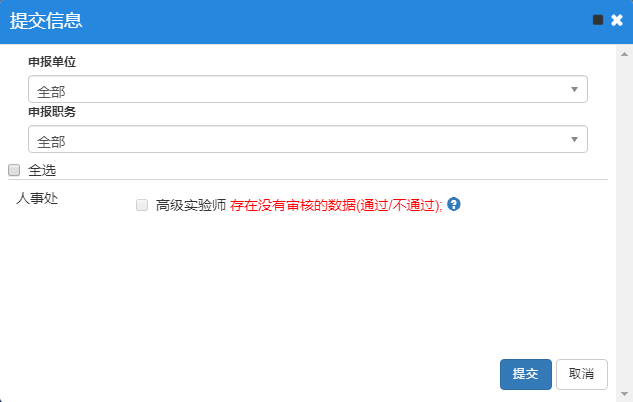 提交信息
申报单位
全部
申报职务
全部
全选
人事处
高级实验师 存在没有审核的数据(通过/不通过);
提交 取消